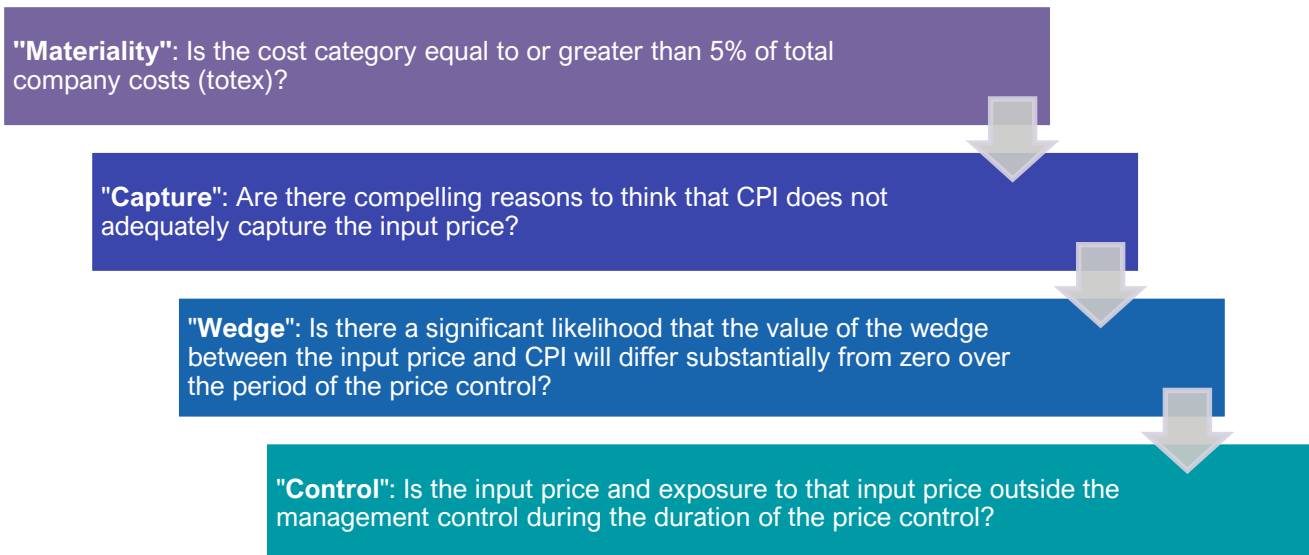 "Materiality": Is the cost category equal to or greater than 5% of total
company costs (totex)?
"Capture": Are there compelling reasons to think that CPI does not
adequately capture the input price?
"Wedge": Is there a significant likelihood that the value of the wedge
between the input price and CPI will differ substantially from zero over
the period of the price control?
"Control": Is the input price and exposure to that input price outside the
management control during the duration of the price control?